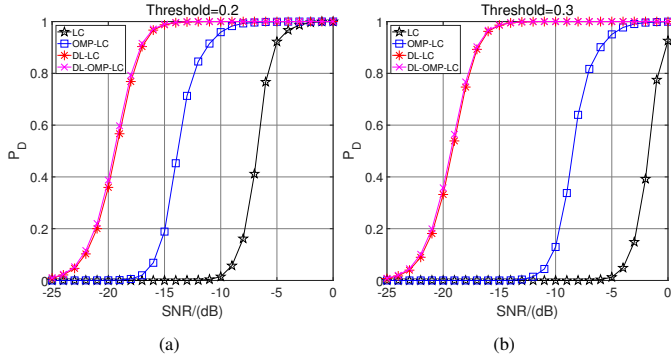 Threshold=0.2
1
0.8
0.6
0.4
0.2
0
P_D
LC
OMP-LC
DL-LC
DL-OMP-LC
-25 -20 -15 -10 -5 0
SNR/(dB)
(a)
Threshold=0.3
1
0.8
0.6
0.4
0.2
0
P_D
LC
OMP-LC
DL-LC
DL-OMP-LC
-25 -20 -15 -10 -5 0
SNR/(dB)
(b)